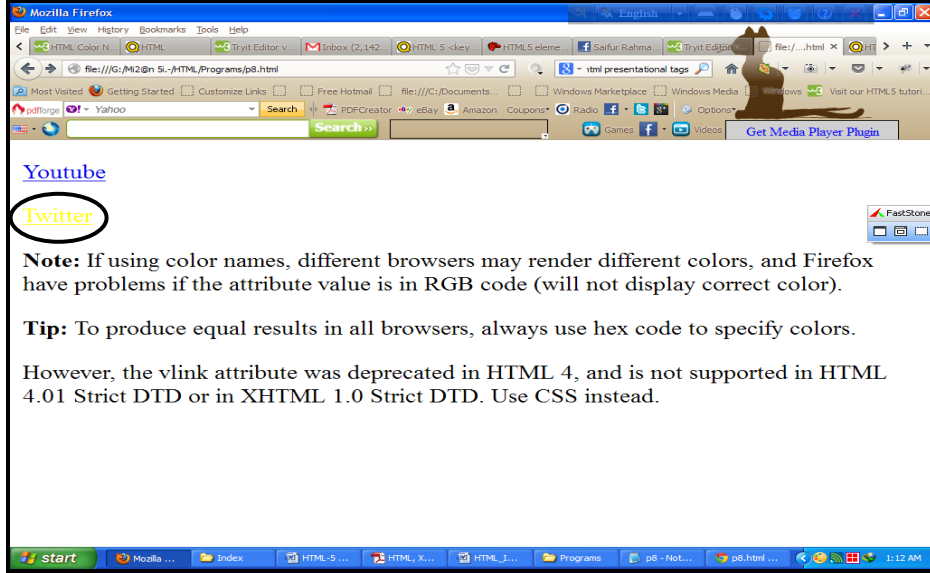 Mozilla Firefox
English
File Edit View History Bookmarks Tools Help
HTML Color N... HTML Tryit Editor v... Inbox (2,142... HTML 5 <key... HTML5 eleme... Saifur Rahma... Tryit Editor file:/....html × HT
file:///G:/Mi2@n 5i.-/HTML/Programs/p8.html html presentational tags
Most Visited Getting Started Customize Links Free Hotmail file:///C:/Documents... Windows Marketplace Windows Media Windows Visit our HTML5 tutori...
pdfforge Yahoo Search PDFCreator eBay Amazon Coupons Radio Options
Search Games Videos Get Media Player Plugin
Youtube
Twitter
FastStone
Note: If using color names, different browsers may render different colors, and Firefox
have problems if the attribute value is in RGB code (will not display correct color).
Tip: To produce equal results in all browsers, always use hex code to specify colors.
However, the vlink attribute was deprecated in HTML 4, and is not supported in HTML
4.01 Strict DTD or in XHTML 1.0 Strict DTD. Use CSS instead.
start Mozilla ... Index HTML-5 ... HTML, X... HTML_I... Programs p8 - Not... p8.html ... 1:12 AM